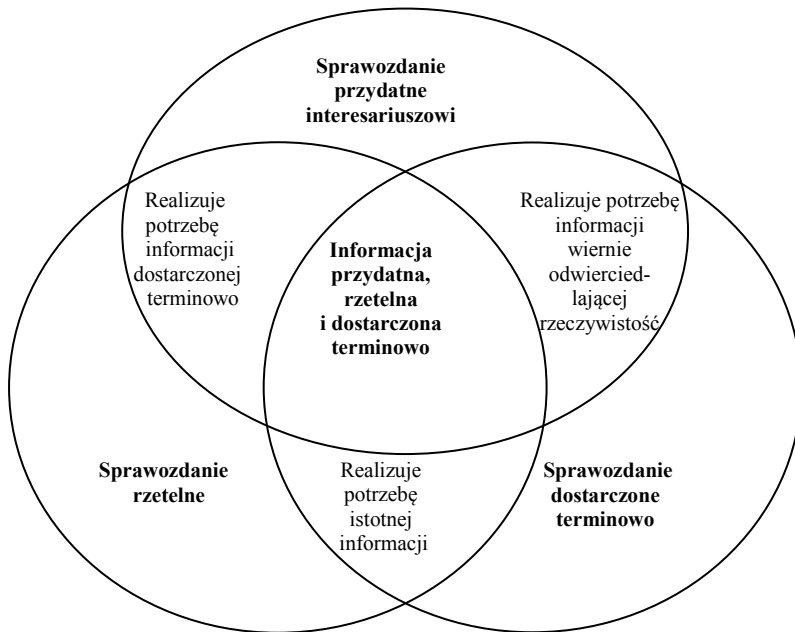 Sprawozdanie
przydatne
interesariuszowi
Realizuje
potrzebę
informacji
dostarczonej
terminowo
Informacja
przydatna,
rzetelna
i dostarczona
terminowo
Realizuje potrzebę
informacji
wiernie
odwiercied-
lającej
rzeczywistość
Sprawozdanie
rzetelne
Realizuje
potrzebę
istotnej
informacji
Sprawozdanie
dostarczone
terminowo